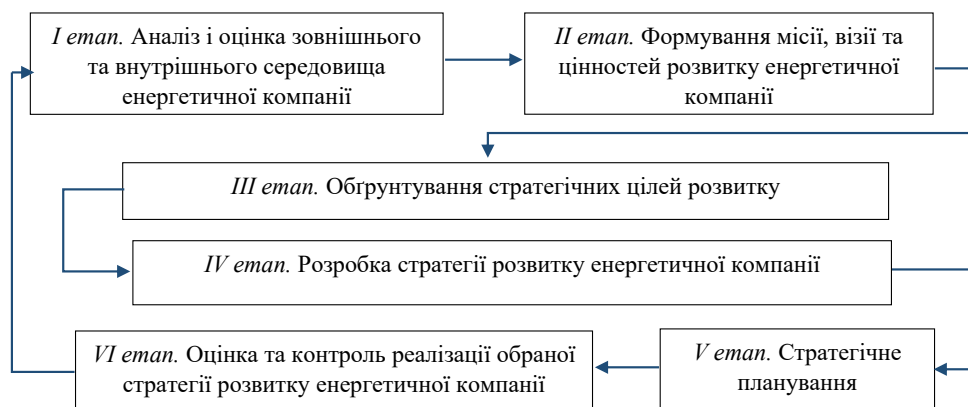 I етап. Аналіз і оцінка зовнішнього
та внутрішнього середовища
енергетичної компанії
II етап. Формування місії, візії та
цінностей розвитку енергетичної
компанії
III етап. Обґрунтування стратегічних цілей розвитку
IV етап. Розробка стратегії розвитку енергетичної компанії
V етап. Стратегічне
планування
VI етап. Оцінка та контроль реалізації обраної
стратегії розвитку енергетичної компанії